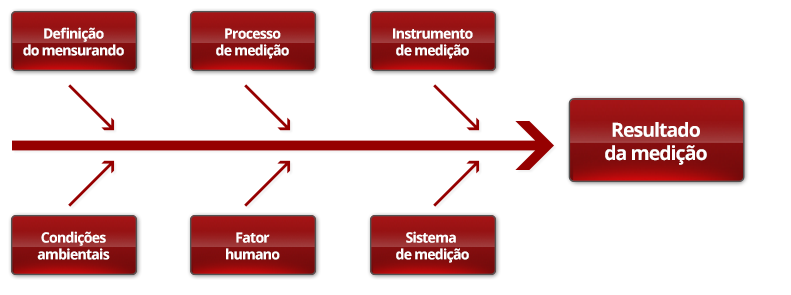 Definição
do mensurando
Processo
de medição
Instrumento
de medição
Resultado
da medição
Condições
ambientais
Fator
humano
Sistema
de medição